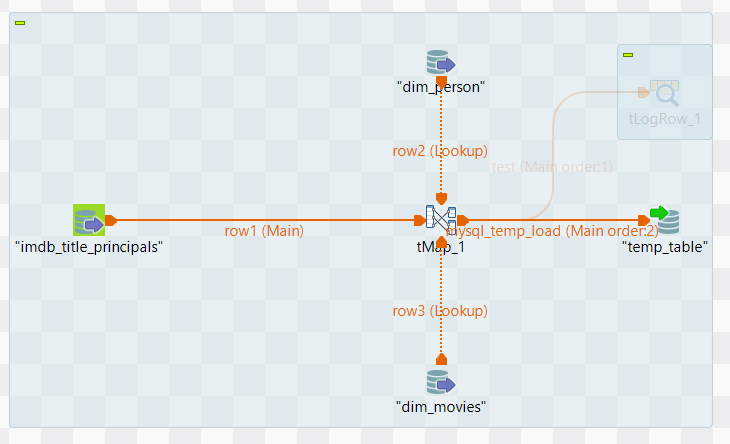 "dim_person"
tLogRow_1
row2 (Lookup)
test (Main order:1)
row1 (Main)
mysql_temp_load (Main order:2)
"imdb_title_principals"
tMap_1
"temp_table"
row3 (Lookup)
"dim_movies"